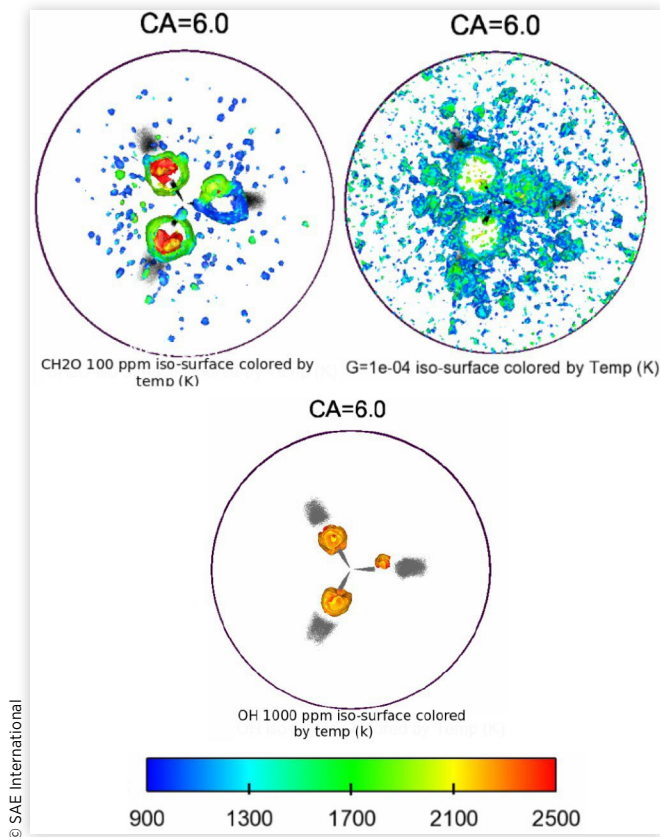 CA=6.0
CA=6.0
CH2O 100 ppm iso-surface colored by
temp (K)
G=1e-04 iso-surface colored by Temp (K)
CA=6.0
OH 1000 ppm iso-surface colored
by temp (k)
900 1300 1700 2100 2500
© SAE International